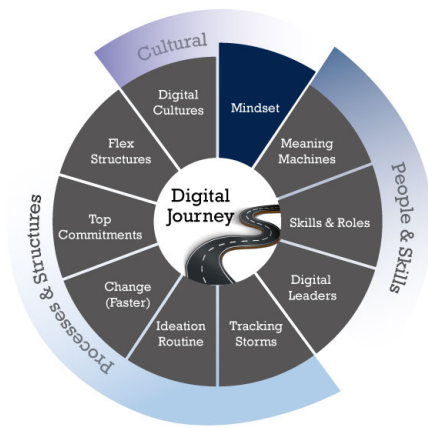 Cultural
Digital
Cultures
Mindset
Flex
Structures
Meaning
Machines
Digital
Journey
Top
Commitments
Skills & Roles
People & Skills
Change
(Faster)
Digital
Leaders
Ideation
Routine
Tracking
Storms
Processes & Structures